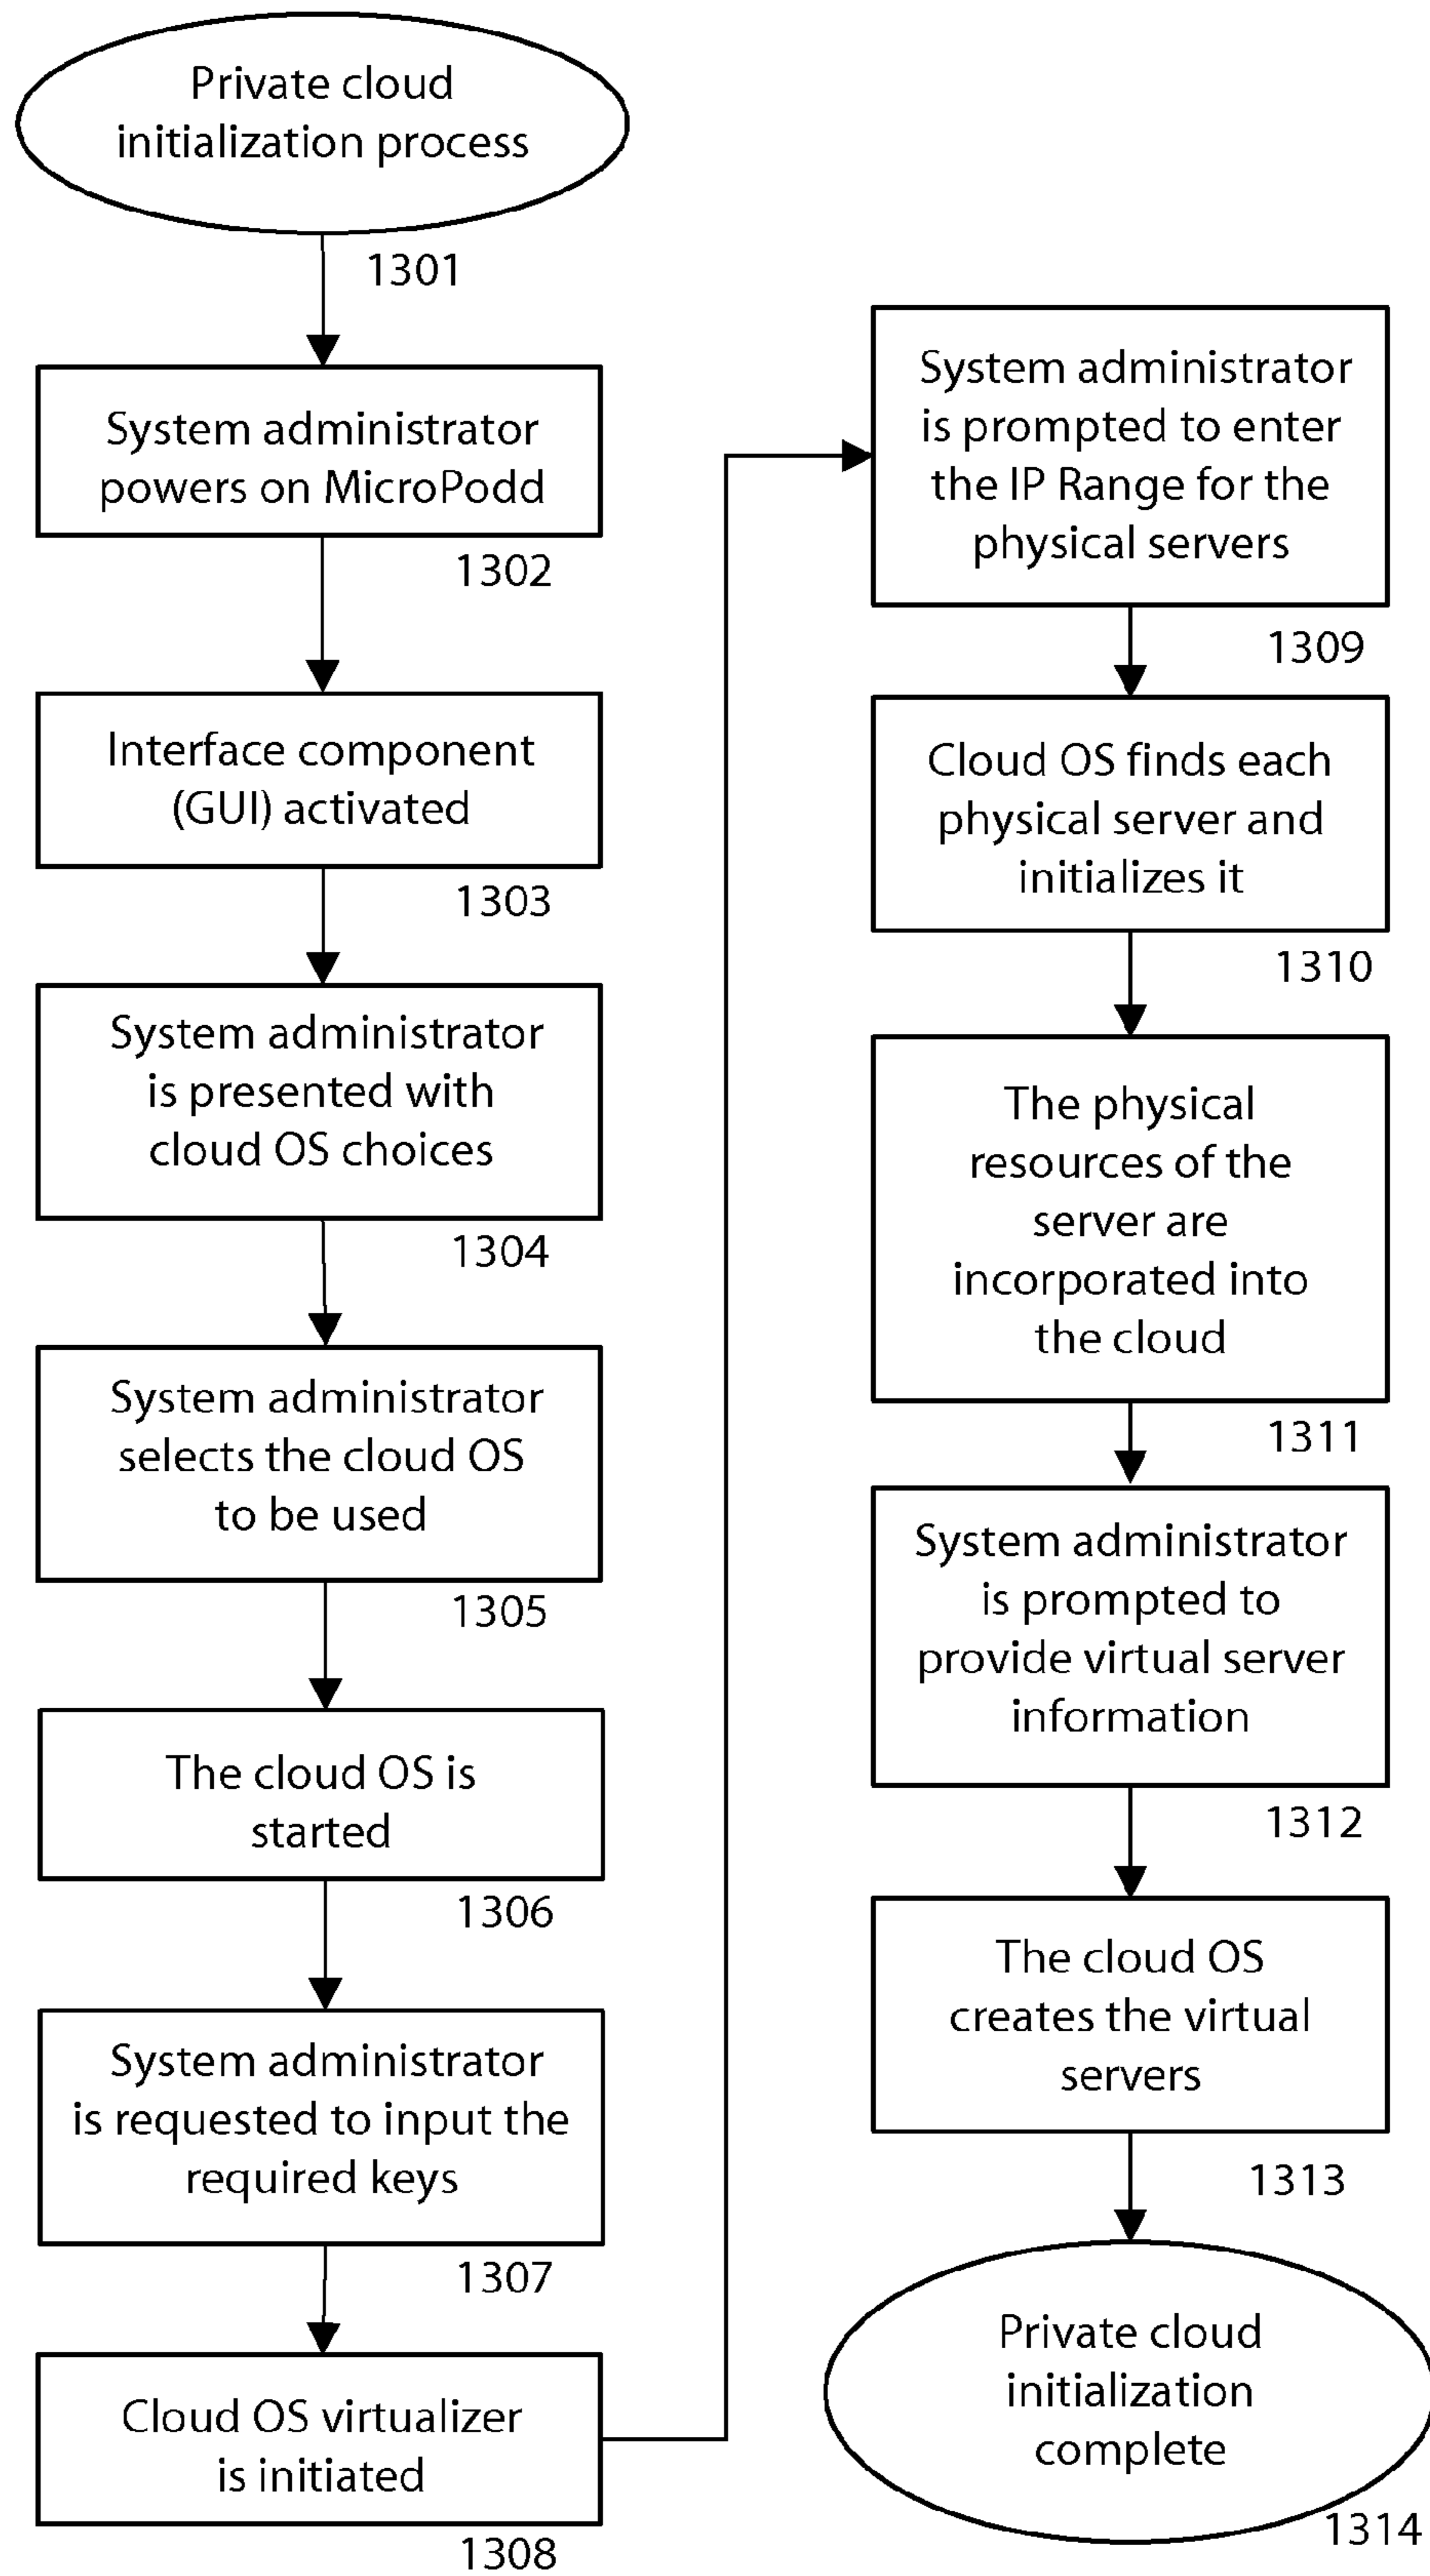 Private cloud
initialization process
1301
System administrator
powers on MicroPodd
1302
Interface component
(GUI) activated
1303
System administrator
is presented with
cloud OS choices
1304
System administrator
selects the cloud OS
to be used
1305
The cloud OS is
started
1306
System administrator
is requested to input the
required keys
1307
Cloud OS virtualizer
is initiated
1308
System administrator
is prompted to enter
the IP Range for the
physical servers
1309
Cloud OS finds each
physical server and
initializes it
1310
The physical
resources of the
server are
incorporated into
the cloud
1311
System administrator
is prompted to
provide virtual server
information
1312
The cloud OS
creates the virtual
servers
1313
Private cloud
initialization
complete
1314